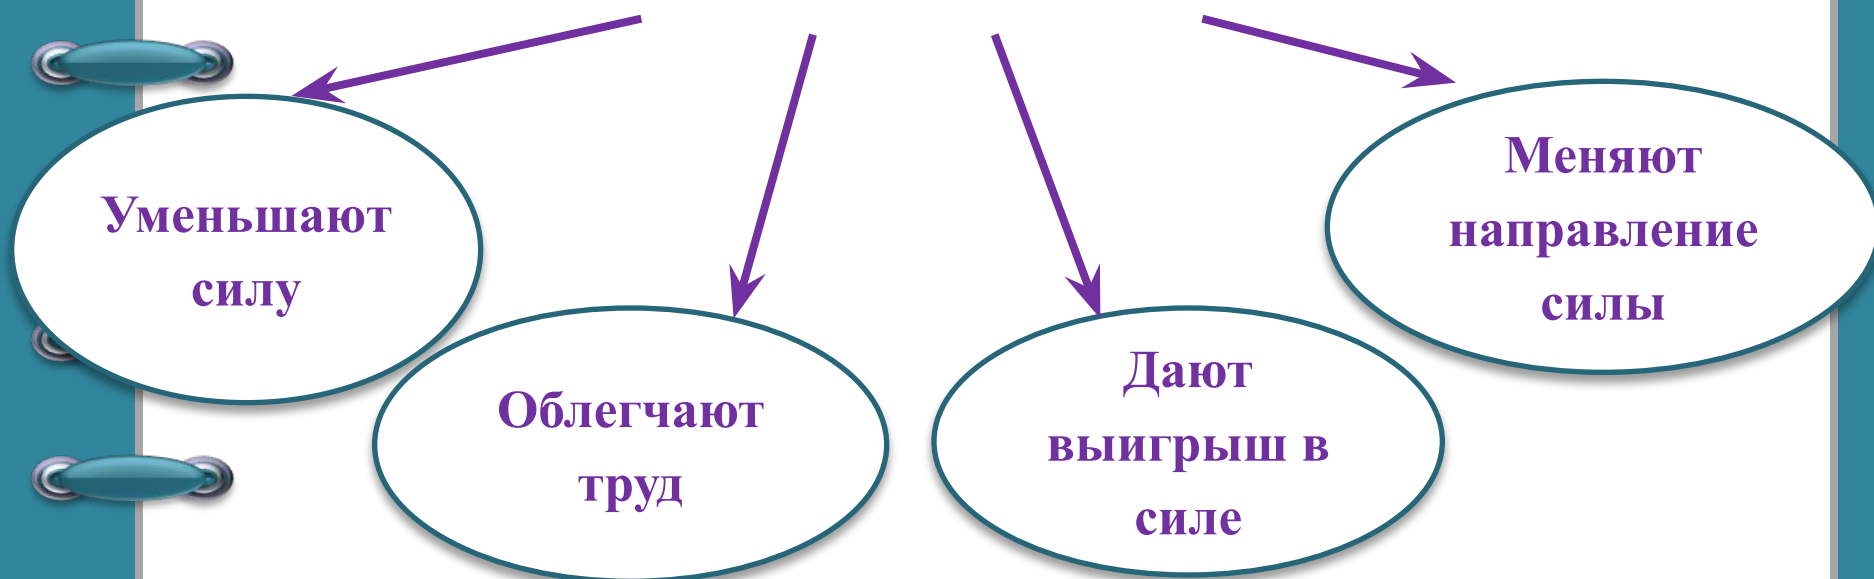 Уменьшают
силу
Облегчают
труд
Дают
выигрыш в
силе
Меняют
направление
силы